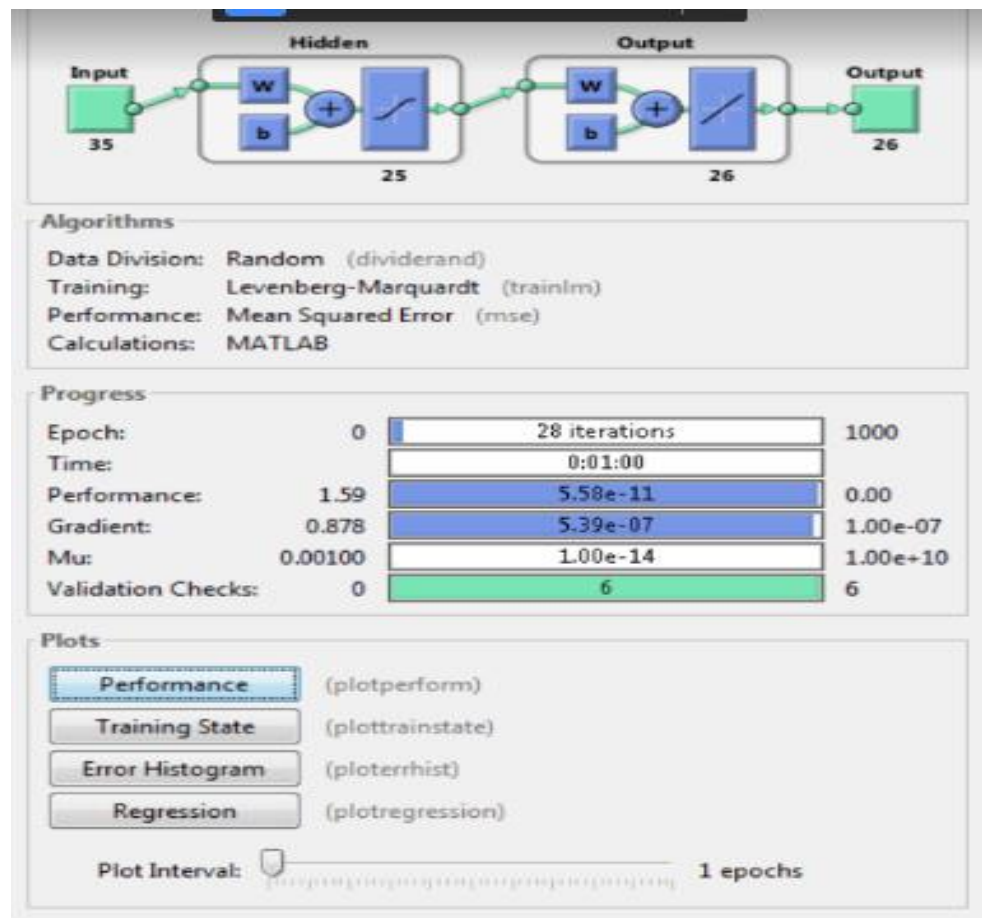 Hidden Output
Input Output
W W
b b
35 26
25 26
Algorithms
Data Division: Random (dividerand)
Training: Levenberg-Marquardt (trainlm)
Performance: Mean Squared Error (mse)
Calculations: MATLAB
Progress
Epoch: 0 28 itierations 1000
Time: 0:01:00
Performance: 1.59 5.58e-11 0.00
Gradient: 0.878 5.39e-07 1.00e-07
Mu: 0.00100 1.00e-14 1.00e+10
Validation Checks: 0 6 6
Plots
Performance (plotperform)
Training State (plottrainstate)
Error Histogram (ploterrhist)
Regression (plotregression)
Plot Interval: 1 epochs